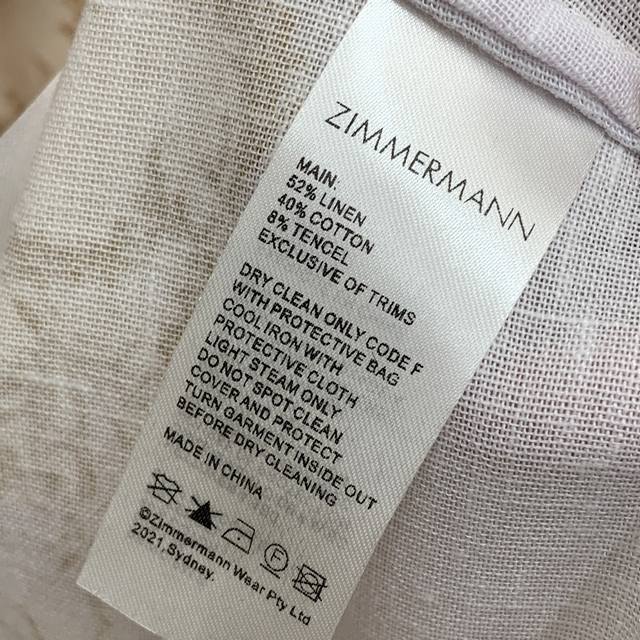 ZIMMERMANN
MAIN:
52% LINEN
40% COTTON
8% TENCEL
EXCLUSIVE OF TRIMS
DRY CLEAN ONLY CODE F
WITH PROTECTIVE BAG
COOL IRON WITH
PROTECTIVE CLOTH
LIGHT STEAM ONLY
DO NOT SPOT CLEAN
COVER AND PROTECT
TURN GARMENT INSIDE OUT
BEFORE DRY CLEANING
MADE IN CHINA
F
©Zimmermann Wear Pty Ltd
2021,Sydney.